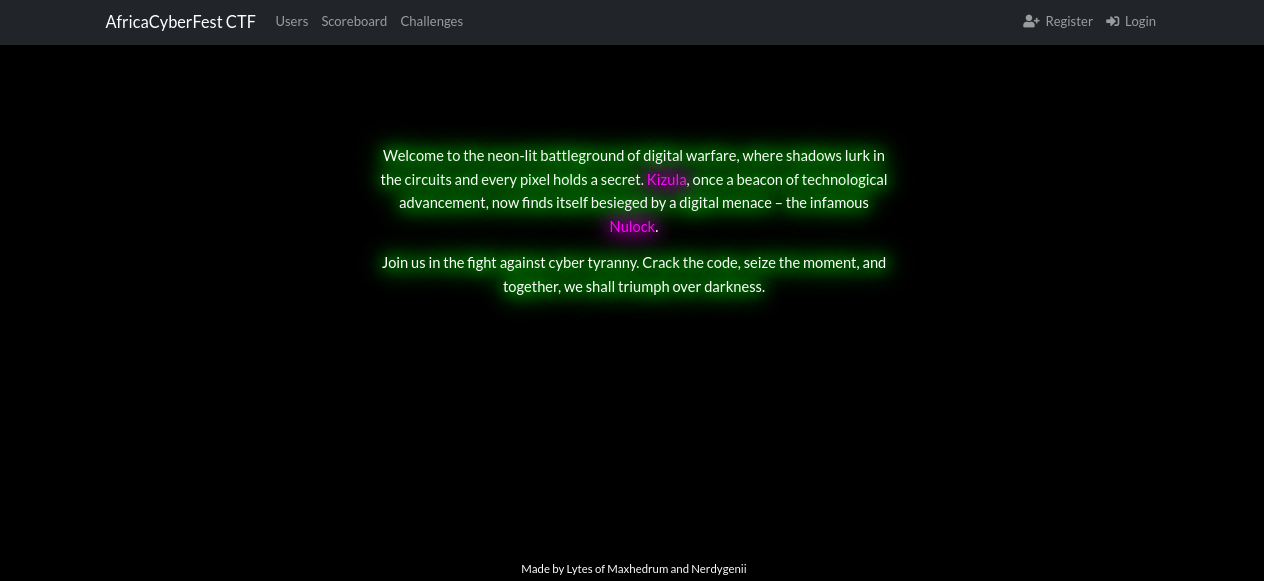 AfricaCyberFest CTF Users Scoreboard Challenges Register Login
Welcome to the neon-lit battleground of digital warfare, where shadows lurk in
the circuits and every pixel holds a secret. Kizula, once a beacon of technological
advancement, now finds itself besieged by a digital menace – the infamous
Nulock.
Join us in the fight against cyber tyranny. Crack the code, seize the moment, and
together, we shall triumph over darkness.
Made by Lytes of Maxhedrum and Nerdygenii